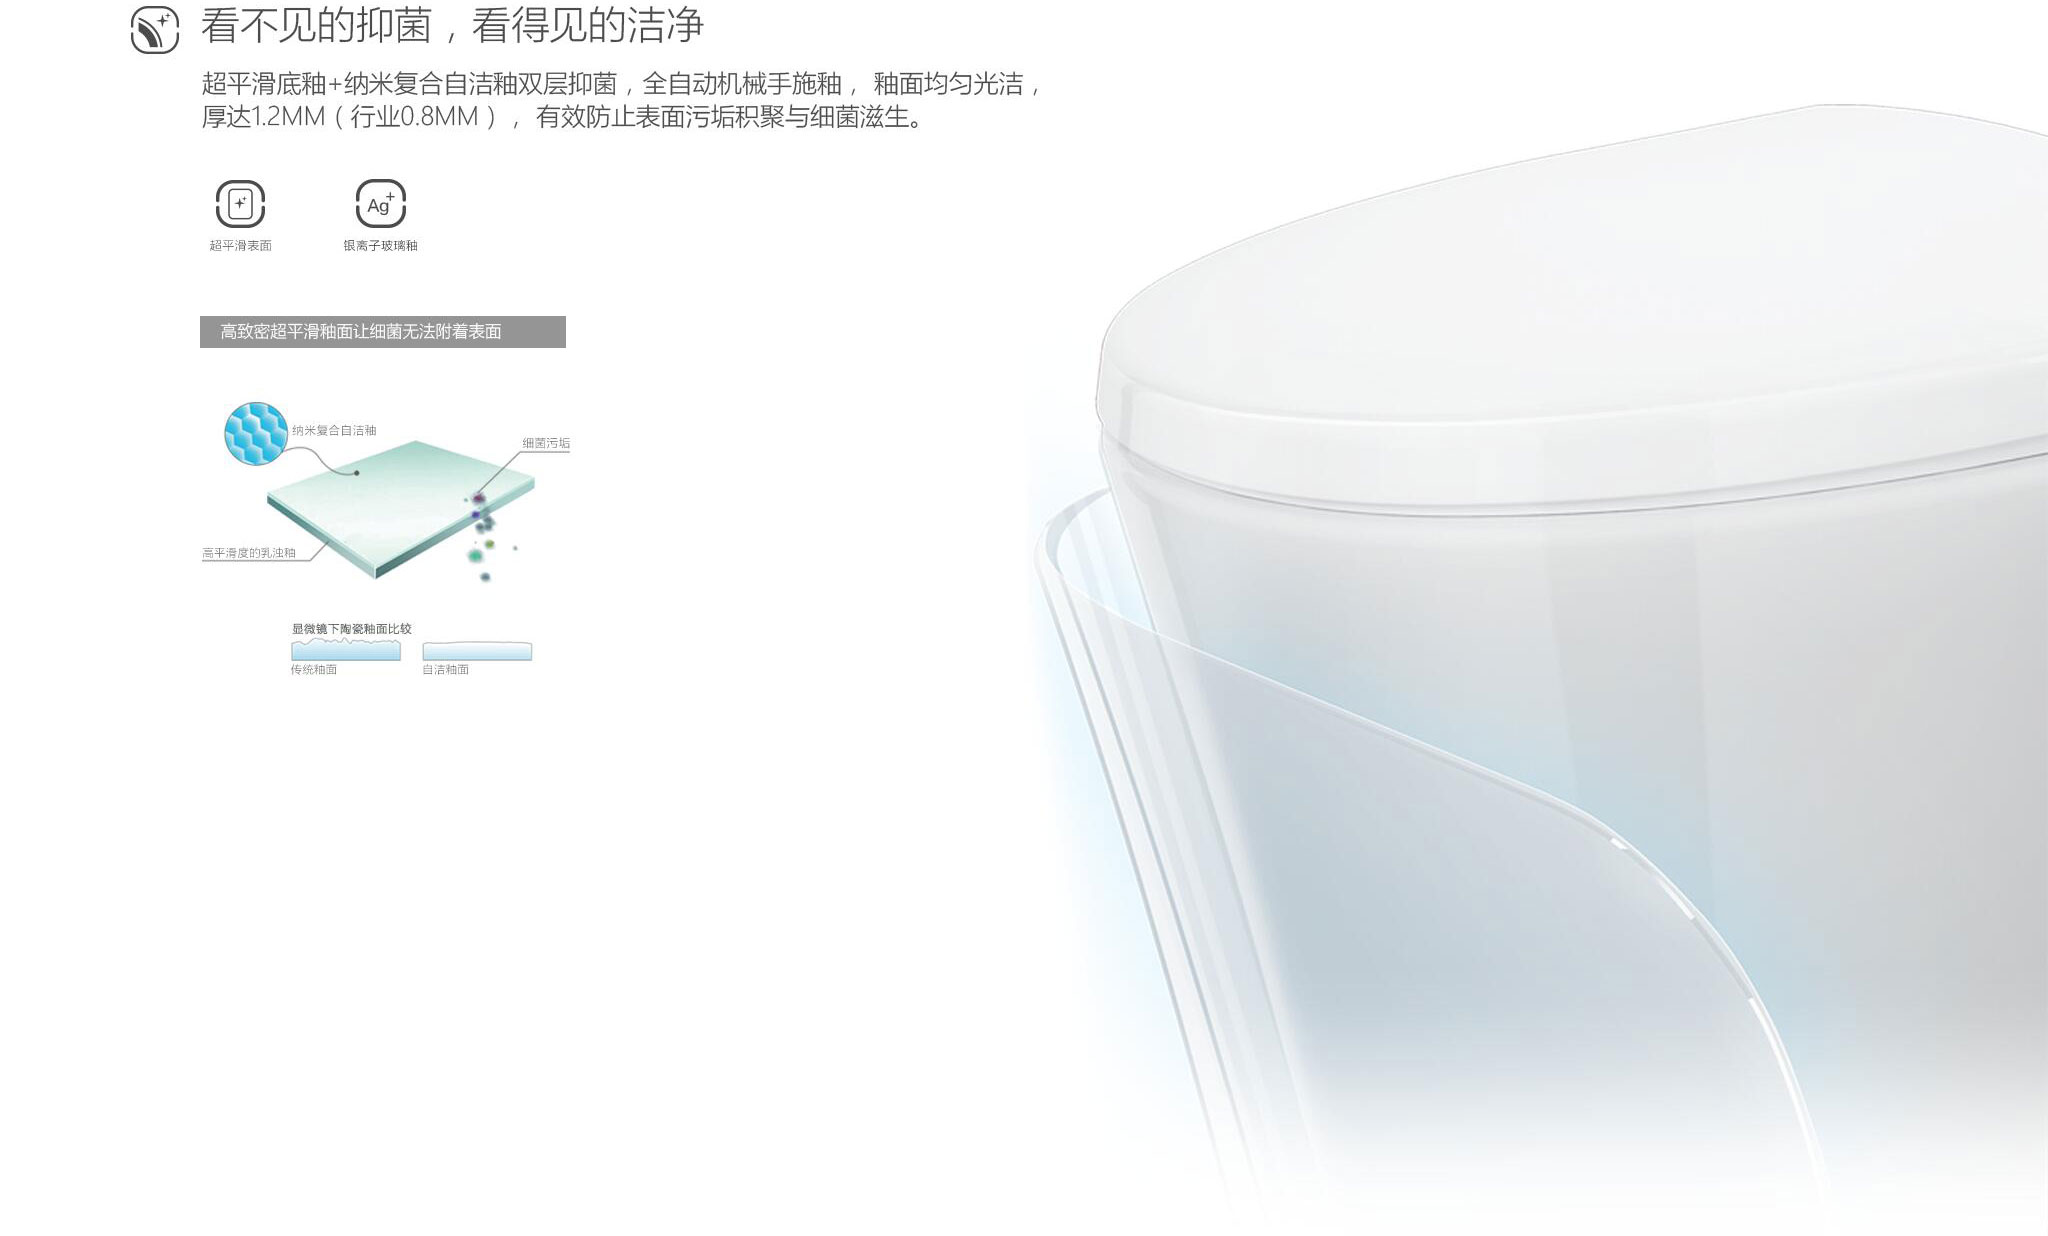 看不见的抑菌，看得见的洁净
超平滑底釉+纳米复合自洁釉双层抑菌，全自动机械手施釉， 釉面均匀光洁，
厚达1.2MM（行业0.8MM）， 有效防止表面污垢积聚与细菌滋生。
Ag+
超平滑表面
银离子玻璃釉
高致密超平滑釉面让细菌无法附着表面
纳米复合自洁釉
细菌污垢
高平滑度的乳浊釉
显微镜下陶瓷釉面比较
传统釉面
自洁釉面